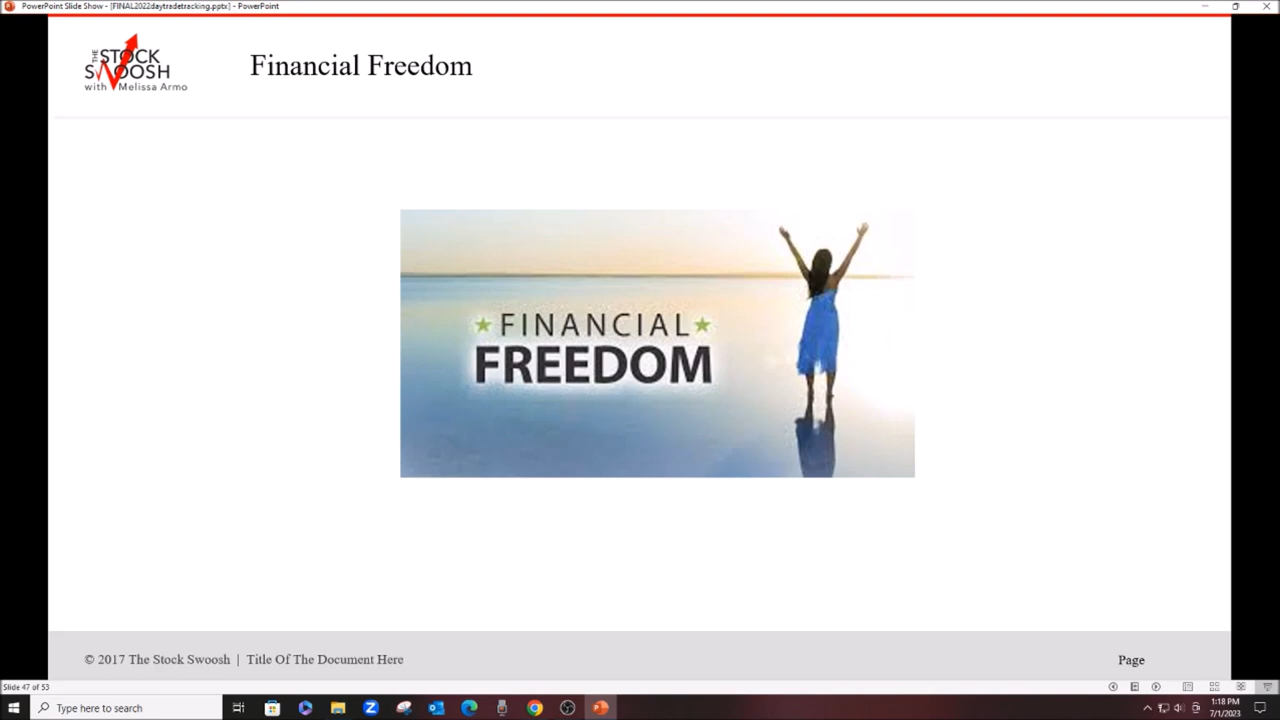 PowerPoint Slide Show - [FINAL2022daytradetracking.pptx] - PowerPoint
THE STOCK
SWOOSH
with Melissa Armo
Financial Freedom
FINANCIAL
FREEDOM
© 2017 The Stock Swoosh | Title Of The Document Here
Page
Slide 47 of 53
Type here to search
1:18 PM
7/1/2023